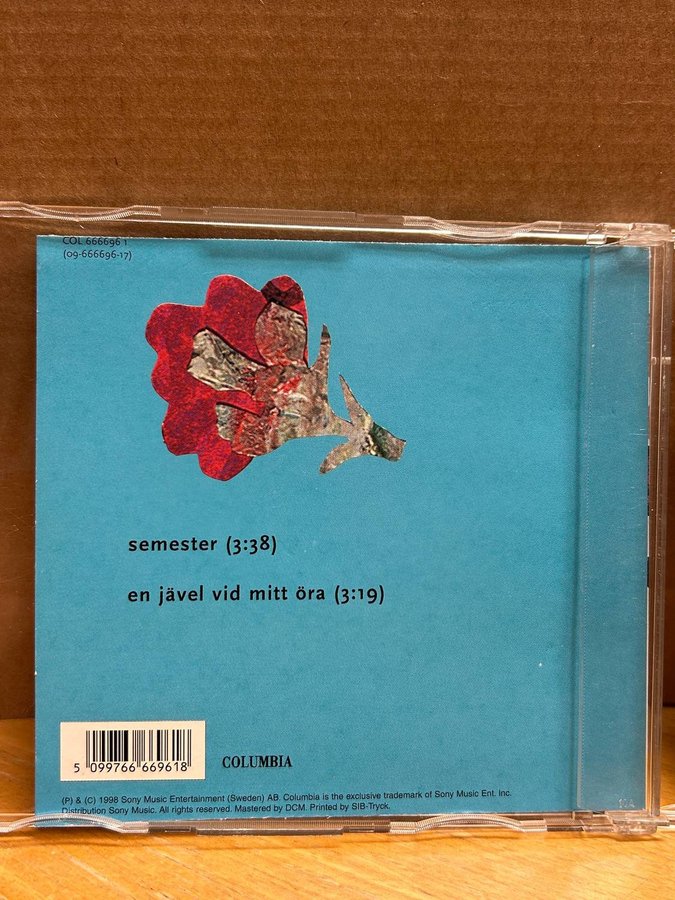 COL 666696 1
(09-666696-17)
semester (3:38)
en jävel vid mitt öra (3:19)
5 099766 669618
COLUMBIA
(P) & (C) 1998 Sony Music Entertainment (Sweden) AB. Columbia is the exclusive trademark of Sony Music Ent. Inc.
Distribution Sony Music. All rights reserved. Mastered by DCM. Printed by SIB-Tryck.